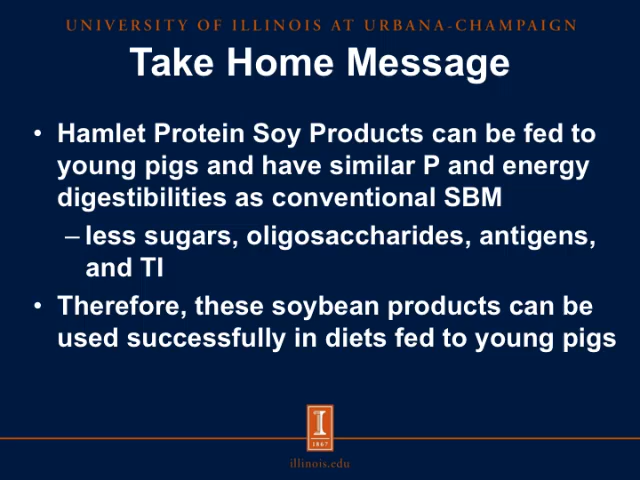 UNIVERSITY OF ILLINOIS AT URBANA-CHAMPAIGN
Take Home Message
• Hamlet Protein Soy Products can be fed to
young pigs and have similar P and energy
digestibilities as conventional SBM
– less sugars, oligosaccharides, antigens,
and TI
• Therefore, these soybean products can be
used successfully in diets fed to young pigs
I
1867
illinois.edu